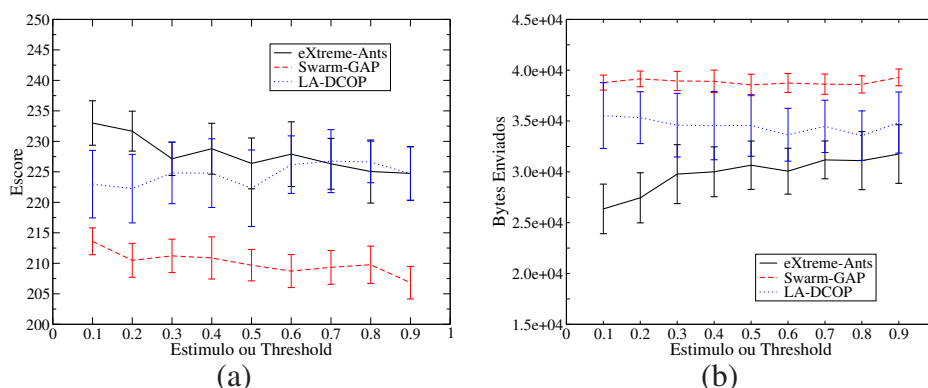 250
245
240
235
230
225
220
215
210
205
200
Escore
eXtreme-Ants
Swarm-GAP
LA-DCOP
0 0.1 0.2 0.3 0.4 0.5 0.6 0.7 0.8 0.9 1
Estimulo ou Threshold
(a)
4.5e+04
4.0e+04
3.5e+04
3.0e+04
2.5e+04
2.0e+04
1.5e+04
Bytes Enviados
eXtreme-Ants
Swarm-GAP
LA-DCOP
0 0.1 0.2 0.3 0.4 0.5 0.6 0.7 0.8 0.9
Estimulo ou Threshold
(b)